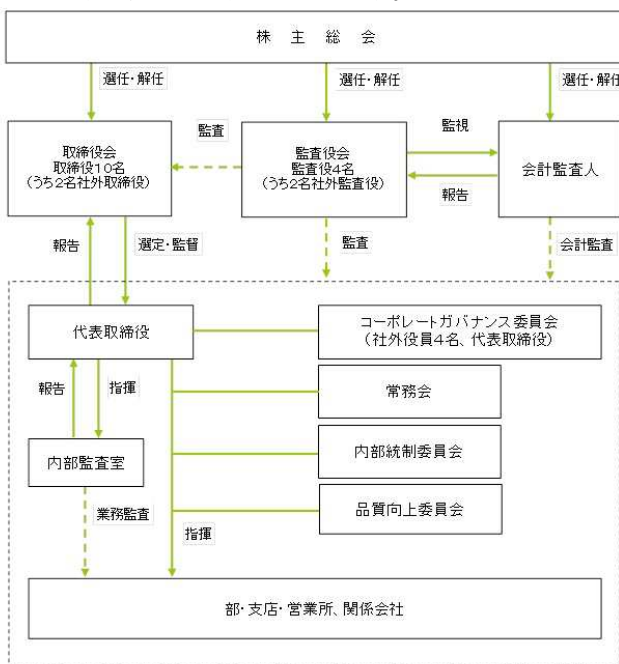 株 主 総 会
選任・解任
選任・解任
選任・解任
取締役会
取締役10名
(うち2名社外取締役)
監査
監査役会
監査役4名
(うち2名社外監査役)
監視
報告
会計監査人
報告
選定・監督
監査
会計監査
代表取締役
コーポレートガバナンス委員会
(社外役員4名、代表取締役)
報告
指揮
常務会
内部監査室
内部統制委員会
業務監査
指揮
品質向上委員会
部・支店・営業所、関係会社